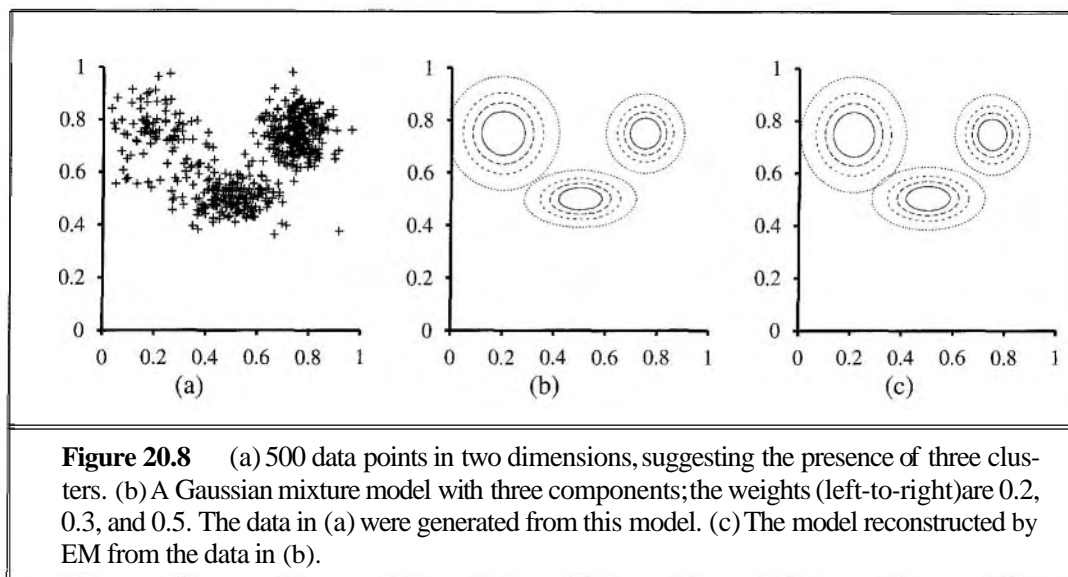 1
0.8
0.6
0.4
0.2
0
0 0.2 0.4 0.6 0.8 1
(a)
1
0.8
0.6
0.4
0.2
0
0 0.2 0.4 0.6 0.8 1
(b)
1
0.8
0.6
0.4
0.2
0
0 0.2 0.4 0.6 0.8 1
(c)
Figure 20.8 (a) 500 data points in two dimensions, suggesting the presence of three clus-
ters. (b) A Gaussian mixture model with three components; the weights (left-to-right) are 0.2,
0.3, and 0.5. The data in (a) were generated from this model. (c) The model reconstructed by
EM from the data in (b).